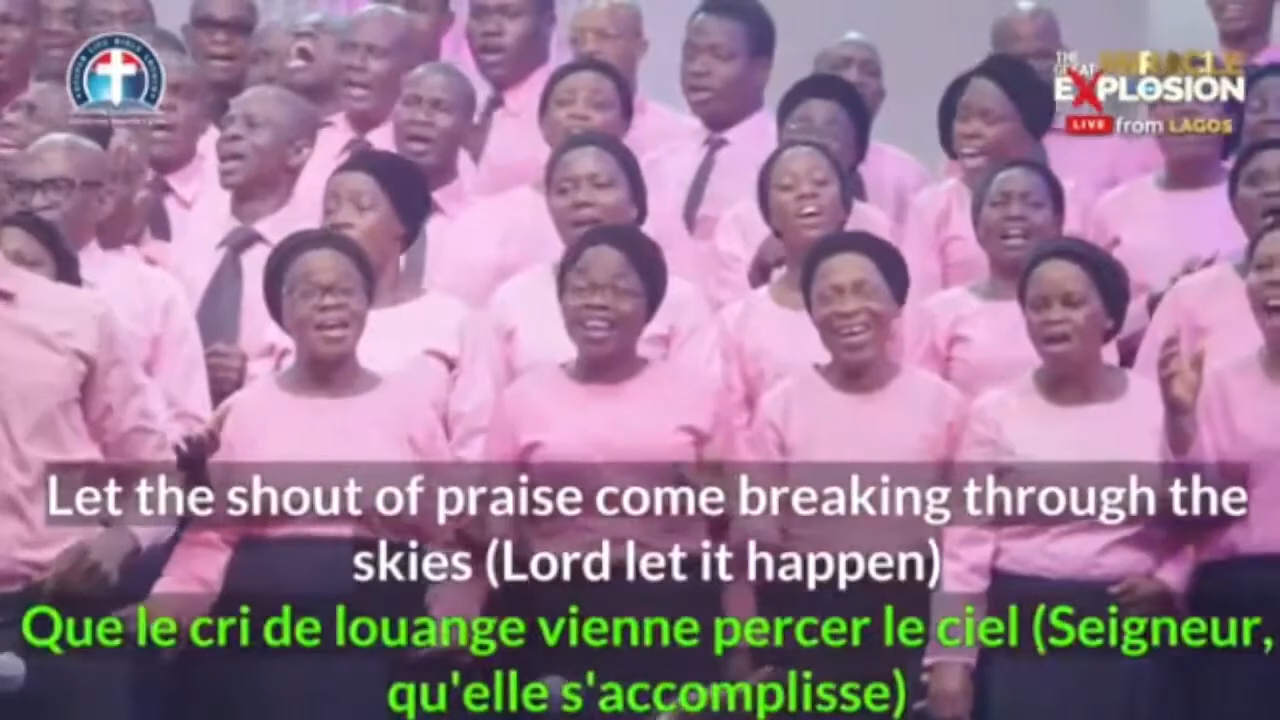 THE GREAT MIRACLE
EXPLOSION
LIVE from LAGOS
Let the shout of praise come breaking through the
skies (Lord let it happen)
Que le cri de louange vienne percer le ciel (Seigneur,
qu'elle s'accomplisse)